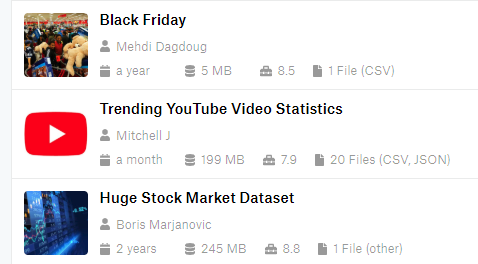 Black Friday
Mehdi Dagdoug
a year 5 MB 8.5 1 File (CSV)
Trending YouTube Video Statistics
Mitchell J
a month 199 MB 7.9 20 Files (CSV, JSON)
Huge Stock Market Dataset
Boris Marjanovic
2 years 245 MB 8.8 1 File (other)